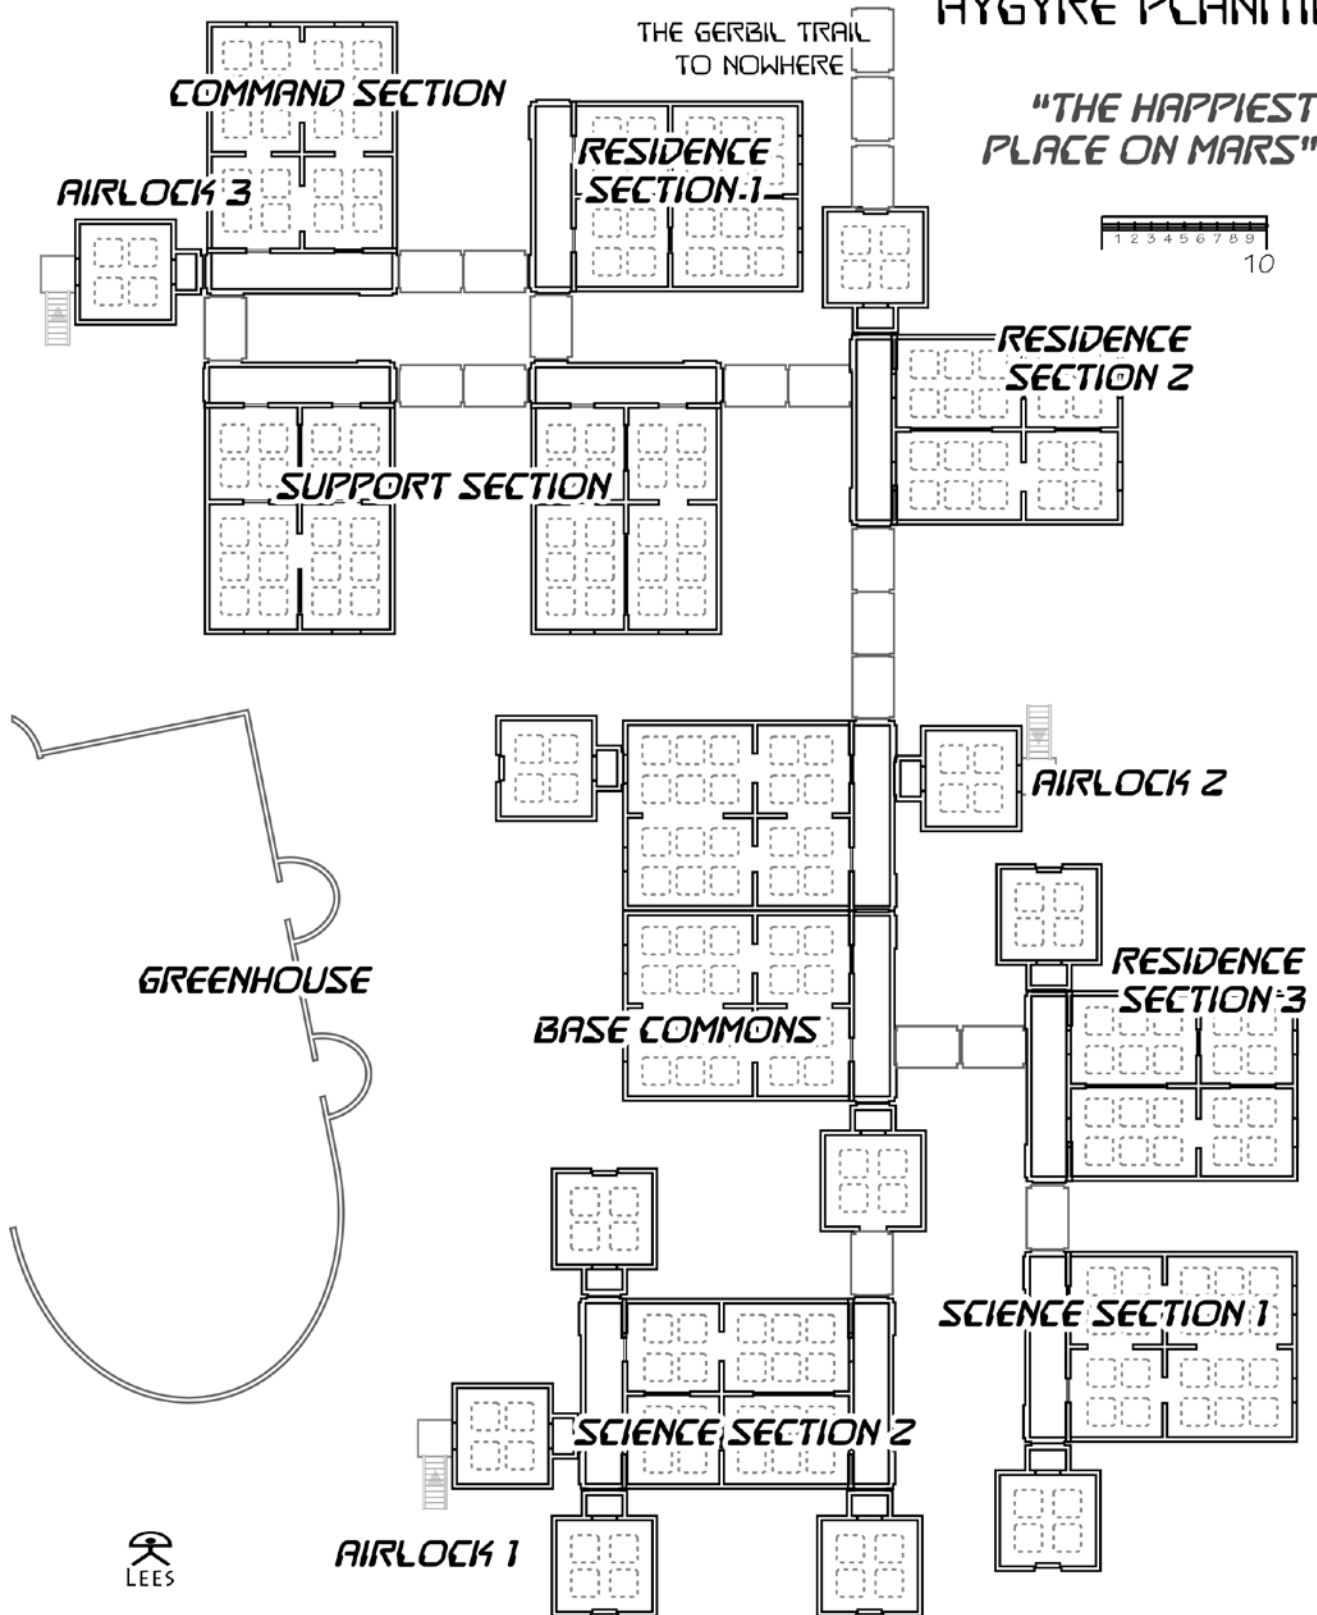 THE GERBIL TRAIL
TO NOWHERE
"THE HAPPIEST
PLACE ON MARS"
COMMAND SECTION
RESIDENCE
SECTION 1
AIRLOCK 3
1 2 3 4 5 6 7 8 9
10
RESIDENCE
SECTION 2
SUPPORT SECTION
AIRLOCK 2
RESIDENCE
SECTION 3
GREENHOUSE
BASE COMMONS
SCIENCE SECTION 1
SCIENCE SECTION 2
AIRLOCK 1
LEES